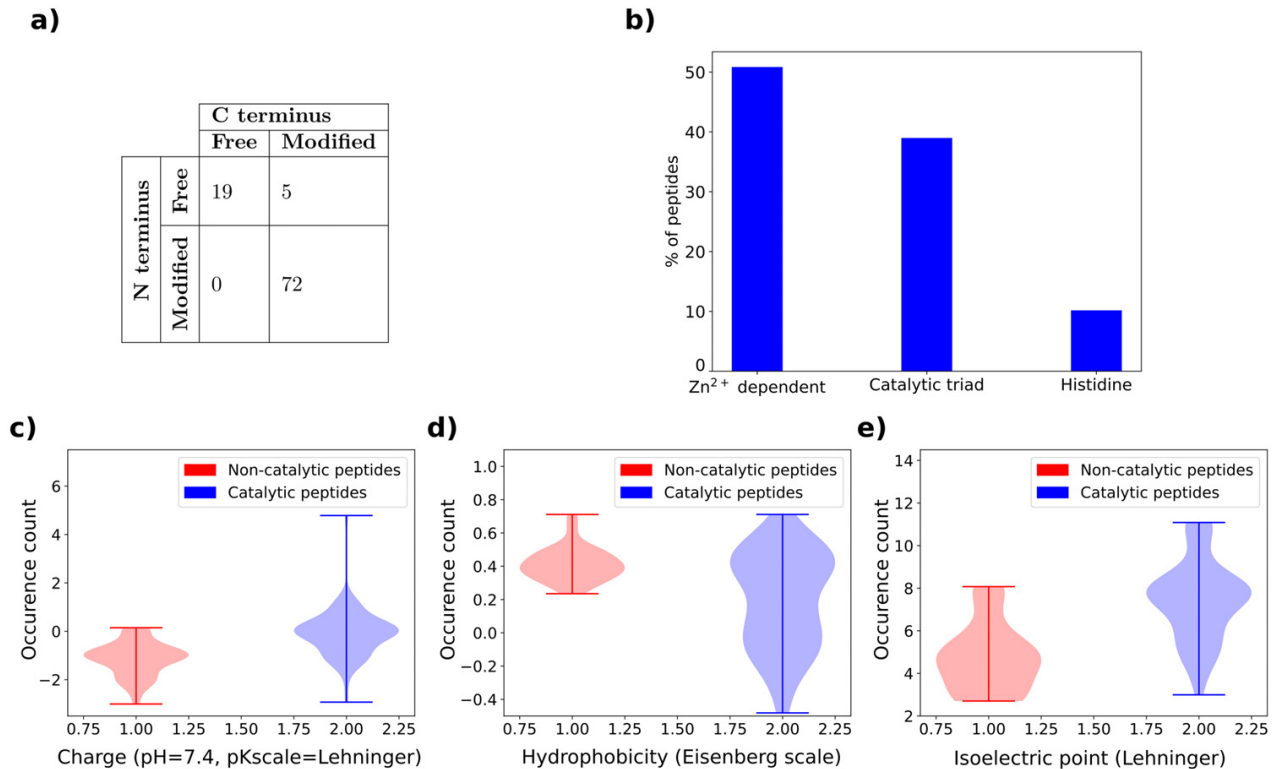 a)
C terminus
Free Modified
N terminus
Free
19 5
Modified
0 72
b)
% of peptides
50
40
30
20
10
0
Zn²⁺ dependent Catalytic triad Histidine
c)
Occurence count
6
4
2
0
−2
Non-catalytic peptides
Catalytic peptides
0.75 1.00 1.25 1.50 1.75 2.00 2.25
Charge (pH=7.4, pKscale=Lehninger)
d)
Occurence count
1.0
0.8
0.6
0.4
0.2
0.0
−0.2
−0.4
Non-catalytic peptides
Catalytic peptides
0.75 1.00 1.25 1.50 1.75 2.00 2.25
Hydrophobicity (Eisenberg scale)
e)
Occurence count
14
12
10
8
6
4
2
Non-catalytic peptides
Catalytic peptides
0.75 1.00 1.25 1.50 1.75 2.00 2.25
Isoelectric point (Lehninger)